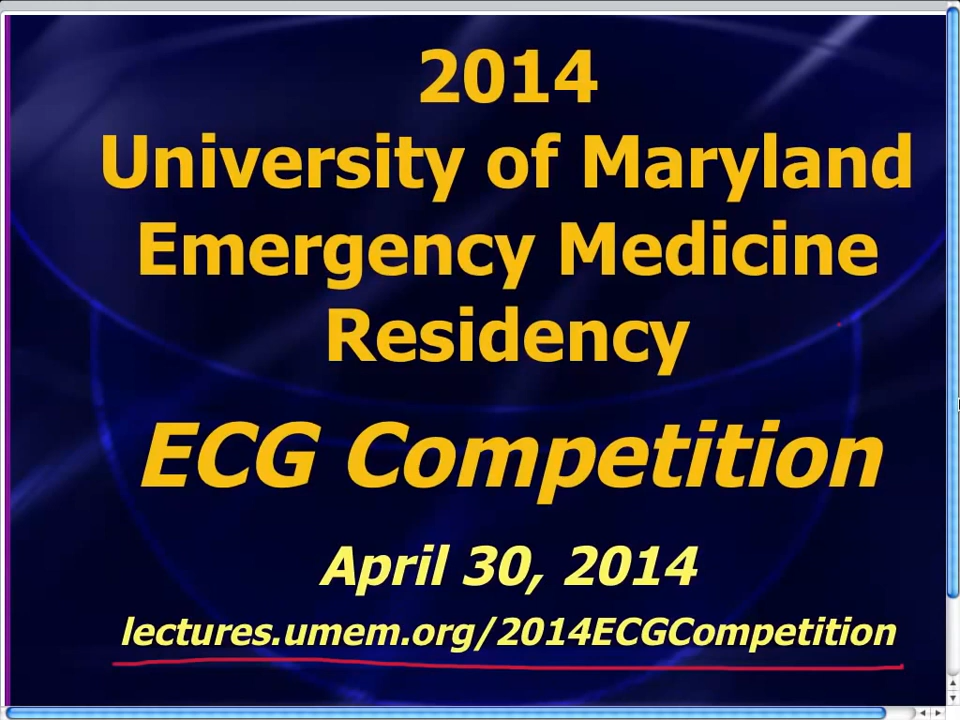 2014
University of Maryland
Emergency Medicine
Residency
ECG Competition
April 30, 2014
lectures.umem.org/2014ECGCompetition